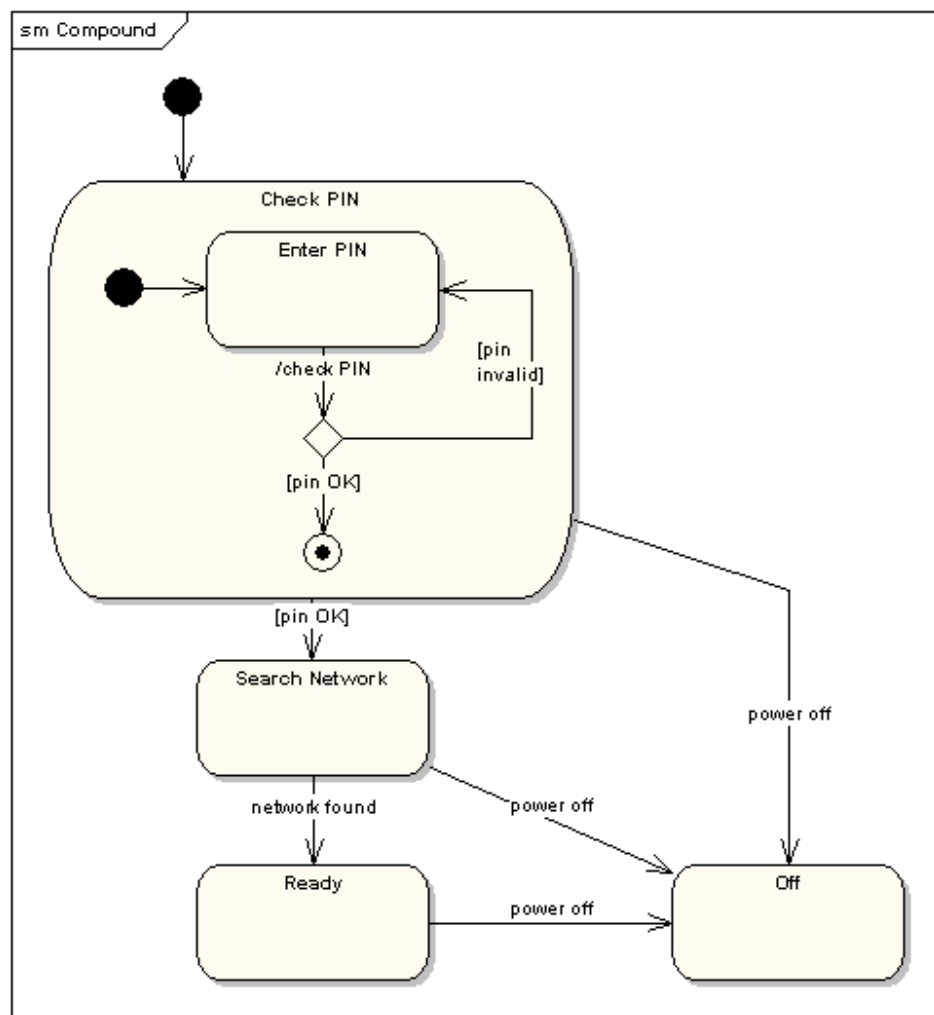 sm Compound
Check PIN
Enter PIN
/check PIN
[pin
invalid]
[pin OK]
[pin OK]
Search Network
power off
network found
power off
Ready
Off
power off